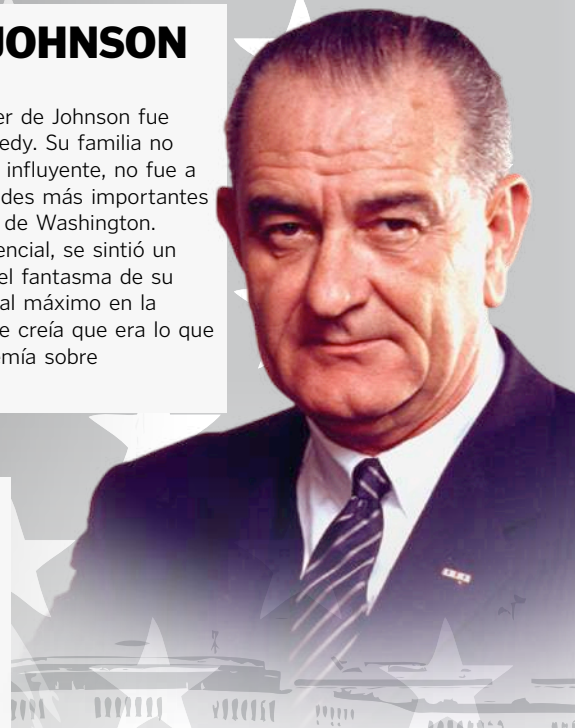 JOHNSON
er de Johnson fue
edy. Su familia no
influyente, no fue a
des más importantes
de Washington.
encial, se sintió un
el fantasma de su
al máximo en la
e creía que era lo que
emía sobre